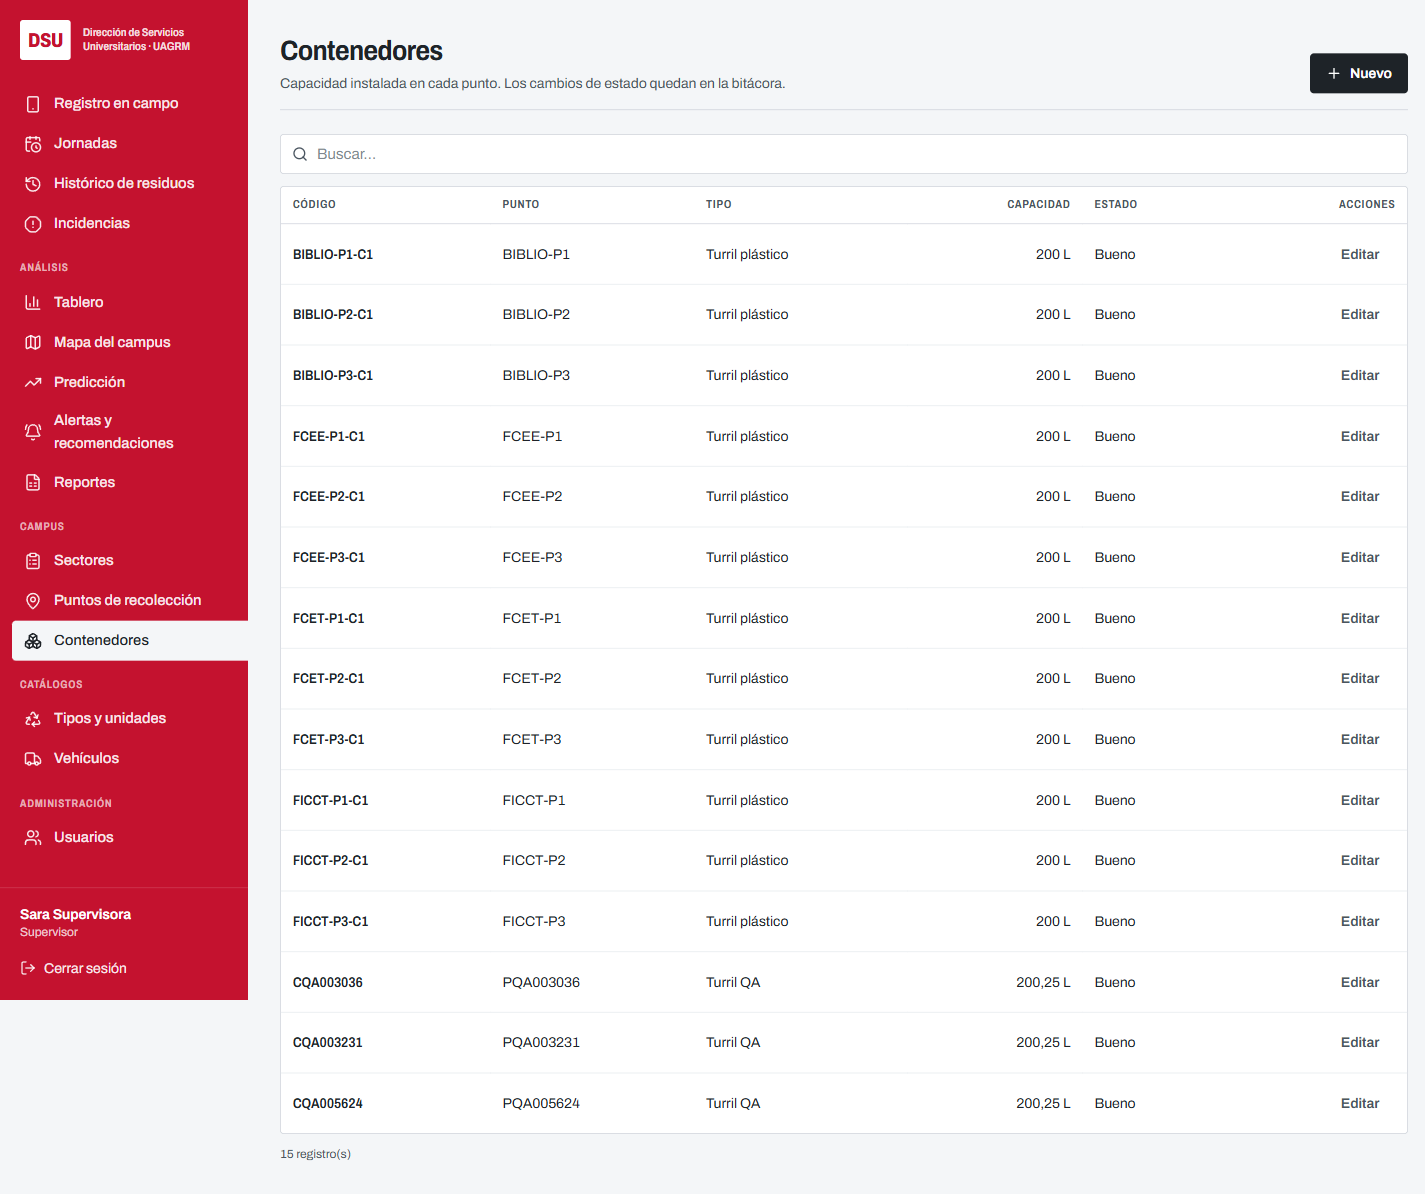 DSU
Dirección de Servicios
Universitarios · UAGRM
Registro en campo
Jornadas
Histórico de residuos
Incidencias
ANÁLISIS
Tablero
Mapa del campus
Predicción
Alertas y
recomendaciones
Reportes
CAMPUS
Sectores
Puntos de recolección
Contenedores
CATÁLOGOS
Tipos y unidades
Vehículos
ADMINISTRACIÓN
Usuarios
Sara Supervisora
Supervisor
Cerrar sesión
Contenedores
Capacidad instalada en cada punto. Los cambios de estado quedan en la bitácora.
+ Nuevo
Buscar...
CÓDIGO PUNTO TIPO CAPACIDAD ESTADO ACCIONES
BIBLIO-P1-C1 BIBLIO-P1 Turril plástico 200 L Bueno Editar
BIBLIO-P2-C1 BIBLIO-P2 Turril plástico 200 L Bueno Editar
BIBLIO-P3-C1 BIBLIO-P3 Turril plástico 200 L Bueno Editar
FCEE-P1-C1 FCEE-P1 Turril plástico 200 L Bueno Editar
FCEE-P2-C1 FCEE-P2 Turril plástico 200 L Bueno Editar
FCEE-P3-C1 FCEE-P3 Turril plástico 200 L Bueno Editar
FCET-P1-C1 FCET-P1 Turril plástico 200 L Bueno Editar
FCET-P2-C1 FCET-P2 Turril plástico 200 L Bueno Editar
FCET-P3-C1 FCET-P3 Turril plástico 200 L Bueno Editar
FICCT-P1-C1 FICCT-P1 Turril plástico 200 L Bueno Editar
FICCT-P2-C1 FICCT-P2 Turril plástico 200 L Bueno Editar
FICCT-P3-C1 FICCT-P3 Turril plástico 200 L Bueno Editar
CQA003036 PQA003036 Turril QA 200,25 L Bueno Editar
CQA003231 PQA003231 Turril QA 200,25 L Bueno Editar
CQA005624 PQA005624 Turril QA 200,25 L Bueno Editar
15 registro(s)